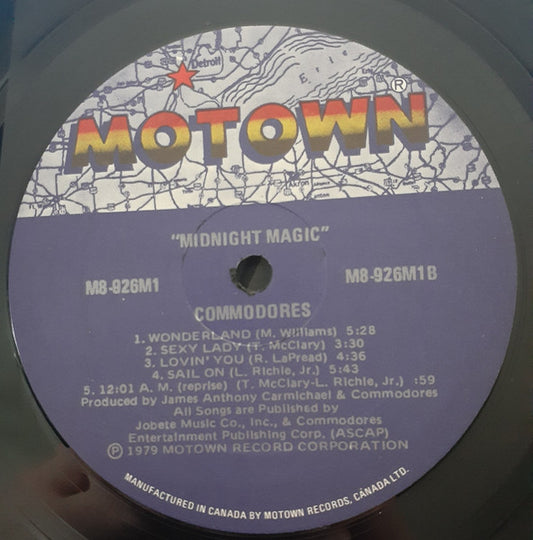 Detroit
Erie
MOTOWN®
Akron
"MIDNIGHT MAGIC"
M8-926M1
M8-926M1B
COMMODORES
1. WONDERLAND (M. Williams) 5:28
2. SEXY LADY (T. McClary) 3:30
3. LOVIN' YOU (R. LaPread) 4:36
4. SAIL ON (L. Richie, Jr.) 5:43
5. 12:01 A. M. (reprise) (T. McClary-L. Richie, Jr.) :59
Produced by James Anthony Carmichael & Commodores
All Songs are Published by
Jobete Music Co., Inc., & Commodores
Entertainment Publishing Corp. (ASCAP)
Ⓟ 1979 MOTOWN RECORD CORPORATION
MANUFACTURED IN CANADA BY MOTOWN RECORDS, CANADA LTD.